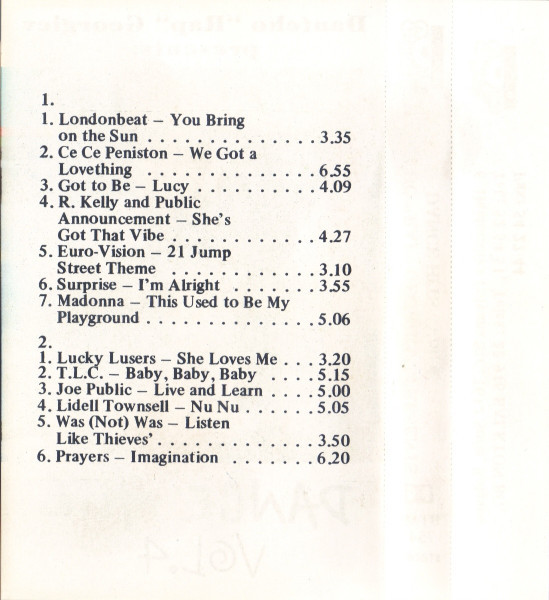 1.
1. Londonbeat – You Bring
on the Sun . . . . . . . . . . . . . . 3.35
2. Ce Ce Peniston – We Got a
Lovething . . . . . . . . . . . . . . 6.55
3. Got to Be – Lucy . . . . . . . . . . 4.09
4. R. Kelly and Public
Announcement – She's
Got That Vibe . . . . . . . . . . . . 4.27
5. Euro-Vision – 21 Jump
Street Theme . . . . . . . . . . . . 3.10
6. Surprise – I'm Alright . . . . . . . 3.55
7. Madonna – This Used to Be My
Playground . . . . . . . . . . . . . . 5.06
2.
1. Lucky Lusers – She Loves Me . . . 3.20
2. T.L.C. – Baby, Baby, Baby . . . . 5.15
3. Joe Public – Live and Learn . . . . 5.00
4. Lidell Townsell – Nu Nu . . . . . . 5.05
5. Was (Not) Was – Listen
Like Thieves' . . . . . . . . . . . . . 3.50
6. Prayers – Imagination . . . . . . . 6.20
DANCE
VOL.4